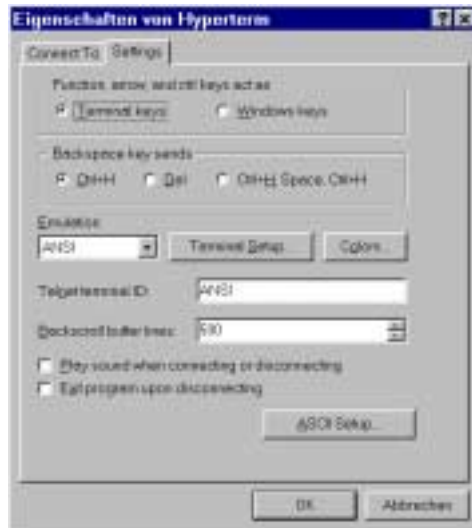 Eigenschaften von Hyperterm
Connect To Settings
Function, arrow, and ctrl keys act as
Terminal keys Windows keys
Backspace key sends
Ctrl+H Del Ctrl+H, Space, Ctrl+H
Emulation:
ANSI Terminal Setup... Colors...
Telnet terminal ID: ANSI
Backscroll buffer lines: 500
Play sound when connecting or disconnecting
Exit program upon disconnecting
ASCII Setup...
OK Abbrechen